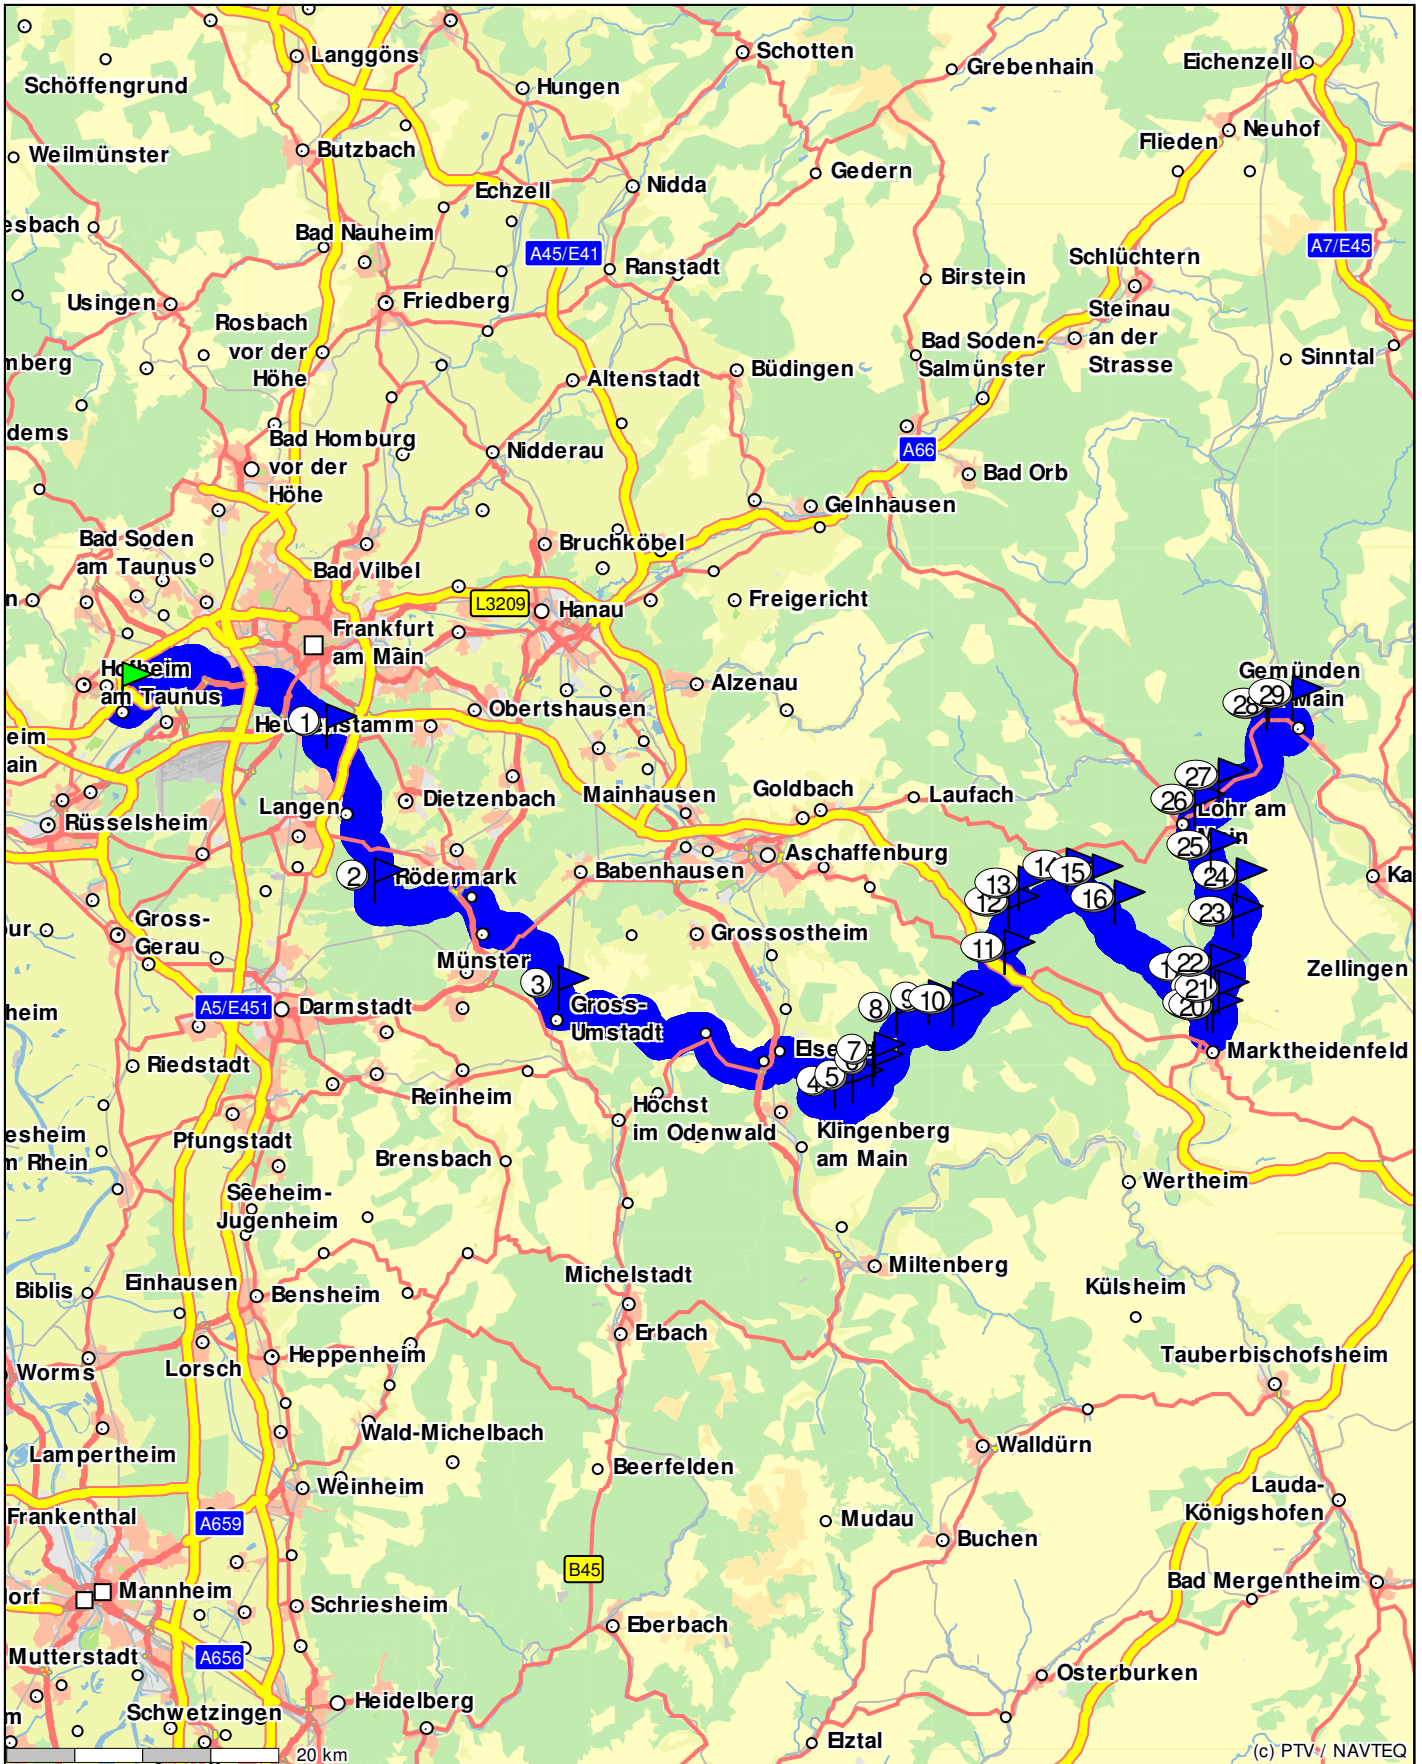 Schotten
Langgöns
Grebenhain
Eichenzell
Schöffengrund
Hungen
Neuhof
Flieden
Butzbach
Weilmünster
Gedern
Echzell
Nidda
esbach
Bad Nauheim
A45/E41
A7/E45
Ranstadt
Schlüchtern
Birstein
Usingen
Friedberg
Steinau
an der
Strasse
Rosbach
vor der
Höhe
Bad Soden-
Salmünster
Sinntal
mberg
Altenstadt
Büdingen
dems
Bad Homburg
vor der
Höhe
Nidderau
A66
Bad Orb
Gelnhausen
Bad Soden
am Taunus
Bruchköbel
Bad Vilbel
n
L3209
Hanau
Freigericht
Frankfurt
am Main
Hofheim
am Taunus
Alzenau
Gemünden
Main
28
29
Obertshausen
1
eim
ain
27
Langen
Dietzenbach
Mainhausen
Goldbach
Laufach
26
Lohr am
Rüsselsheim
25
Aschaffenburg
2
Rödermark
Babenhausen
14
15
24
Ka
13
12
16
23
Gross-
Gerau
our
Grossostheim
11
Münster
22
Zellingen
3
21
20
8
9
10
A5/E451
Darmstadt
Gross-
Umstadt
heim
7
Marktheidenfeld
Riedstadt
4
5
6
Reinheim
Höchst
im Odenwald
Klingenberg
am Main
esheim
m Rhein
Pfungstadt
Brensbach
Wertheim
Seeheim-
Jugenheim
Miltenberg
Michelstadt
Külsheim
Biblis
Einhausen
Bensheim
Erbach
Tauberbischofsheim
Heppenheim
Worms
Lorsch
Wald-Michelbach
Walldürn
Lampertheim
Beerfelden
Weinheim
Lauda-
Königshofen
Frankenthal
A659
Mudau
Buchen
B45
dorf
Mannheim
Bad Mergentheim
Schriesheim
Eberbach
Mutterstadt
A656
Osterburken
Heidelberg
Schwetzingen
m
Elztal
20 km
(c) PTV / NAVTEQ